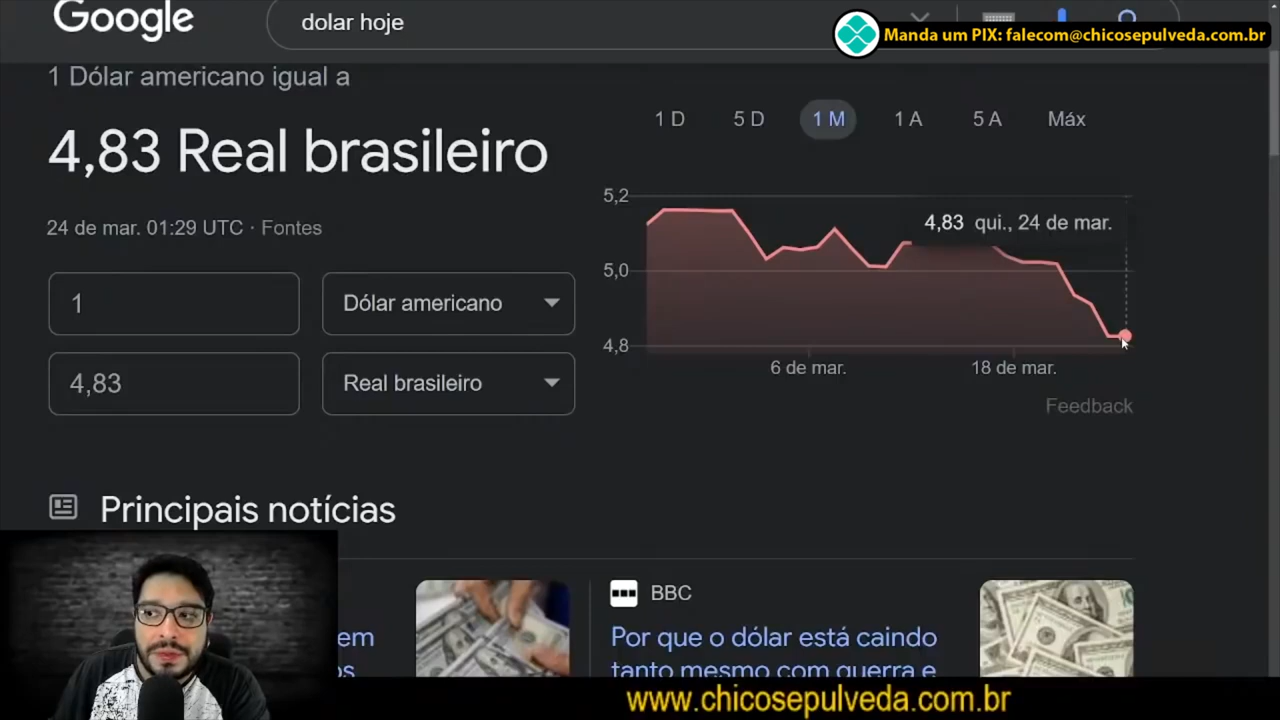 Google
dolar hoje
Manda um PIX: falecom@chicosepulveda.com.br
1 Dólar americano igual a
4,83 Real brasileiro
24 de mar. 01:29 UTC · Fontes
1
Dólar americano
4,83
Real brasileiro
1 D
5 D
1 M
1 A
5 A
Máx
5,2
4,83 qui., 24 de mar.
5,0
4,8
6 de mar.
18 de mar.
Feedback
Principais notícias
em
os
BBC
Por que o dólar está caindo
tanto mesmo com guerra e
www.chicosepulveda.com.br